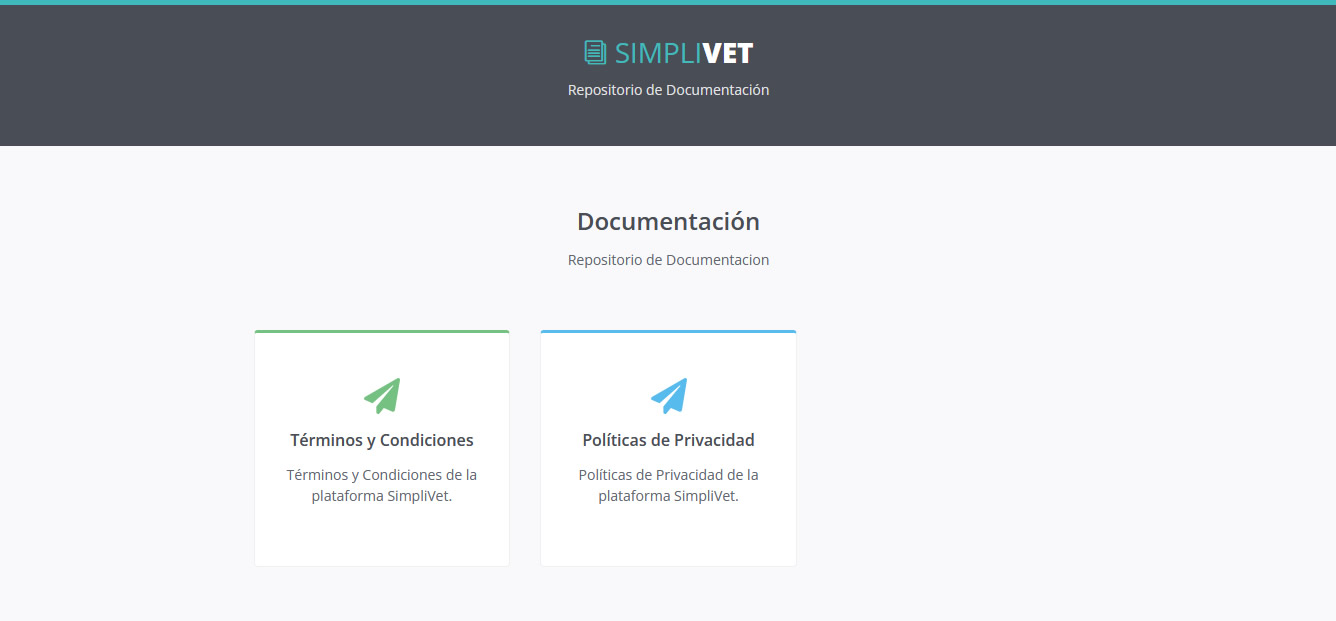 SIMPLIVET
Repositorio de Documentación
Documentación
Repositorio de Documentacion
Términos y Condiciones
Términos y Condiciones de la
plataforma SimpliVet.
Políticas de Privacidad
Políticas de Privacidad de la
plataforma SimpliVet.